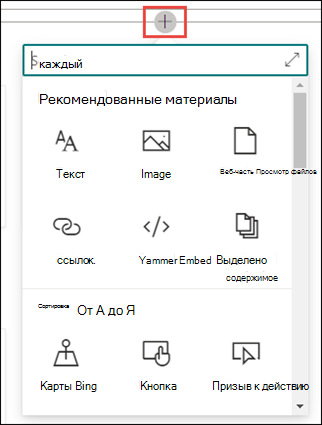 каждый
Рекомендованные материалы
Текст
Image
Веб-часть Просмотр файлов
ссылок.
Yammer Embed
Выделено
содержимое
Сортировка
От А до Я
Карты Bing
Кнопка
Призыв к действию